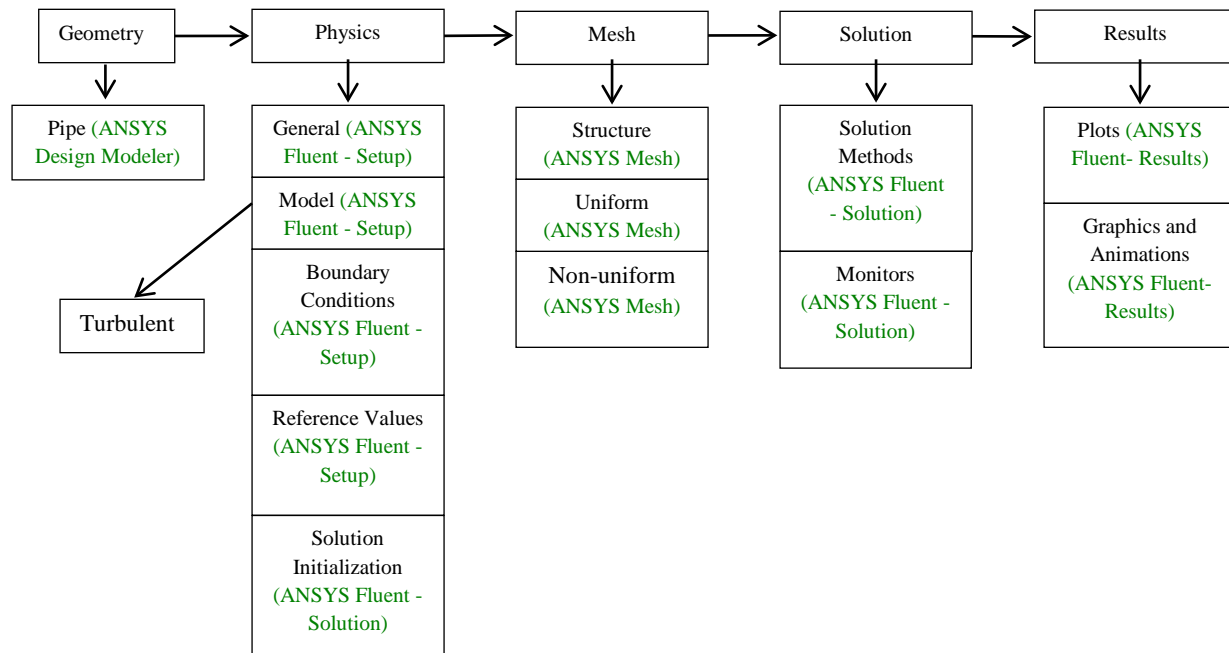 Geometry
Physics
Mesh
Solution
Results
Pipe (ANSYS
Design Modeler)
General (ANSYS
Fluent - Setup)
Model (ANSYS
Fluent - Setup)
Turbulent
Boundary
Conditions
(ANSYS Fluent -
Setup)
Reference Values
(ANSYS Fluent -
Setup)
Solution
Initialization
(ANSYS Fluent -
Solution)
Structure
(ANSYS Mesh)
Uniform
(ANSYS Mesh)
Non-uniform
(ANSYS Mesh)
Solution
Methods
(ANSYS Fluent
- Solution)
Monitors
(ANSYS Fluent -
Solution)
Plots (ANSYS
Fluent- Results)
Graphics and
Animations
(ANSYS Fluent-
Results)